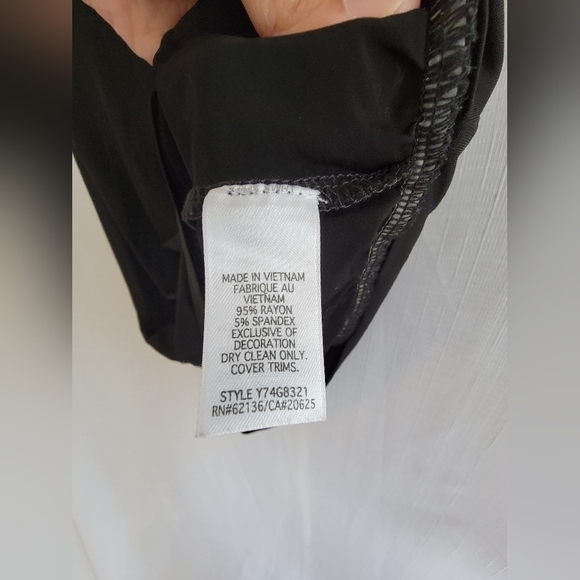 MADE IN VIETNAM
FABRIQUE AU
VIETNAM
95% RAYON
5% SPANDEX
EXCLUSIVE OF
DECORATION
DRY CLEAN ONLY.
COVER TRIMS.
STYLE Y74G8321
RN#62136/CA#20625